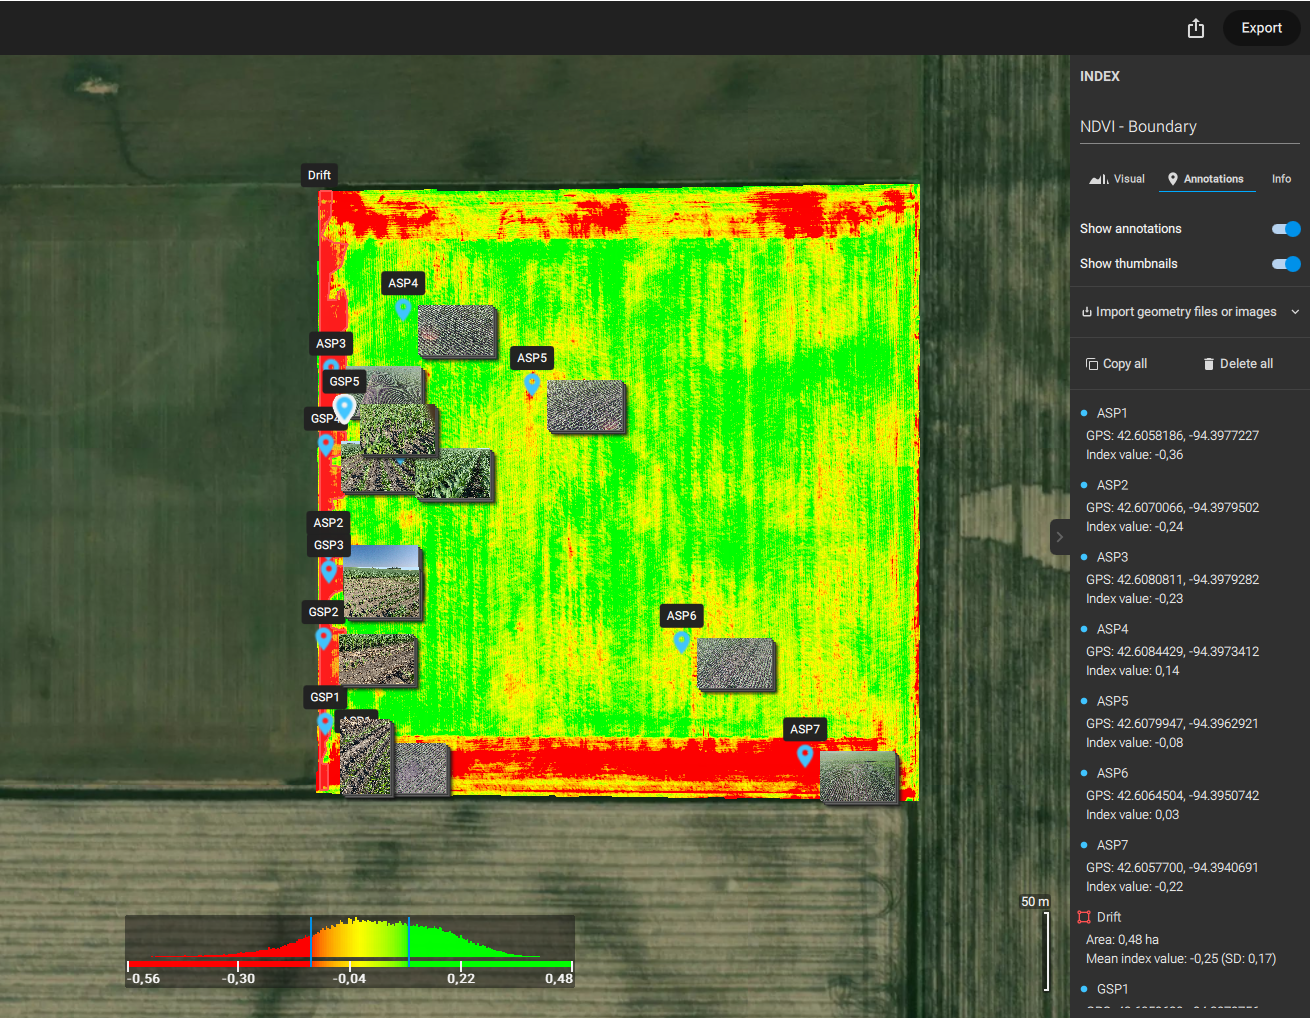 Export
INDEX
NDVI - Boundary
Visual
Annotations
Info
Show annotations
Show thumbnails
Import geometry files or images
Copy all
Delete all
ASP1
GPS: 42.6058186, -94.3977227
Index value: -0,36
ASP2
GPS: 42.6070066, -94.3979502
Index value: -0,24
ASP3
GPS: 42.6080811, -94.3979282
Index value: -0,23
ASP4
GPS: 42.6084429, -94.3973412
Index value: 0,14
ASP5
GPS: 42.6079947, -94.3962921
Index value: -0,08
ASP6
GPS: 42.6064504, -94.3950742
Index value: 0,03
ASP7
GPS: 42.6057700, -94.3940691
Index value: -0,22
Drift
Area: 0,48 ha
Mean index value: -0,25 (SD: 0,17)
GSP1
Drift
ASP4
ASP3
ASP5
GSP5
GSP4
ASP2
GSP3
GSP2
ASP6
GSP1
ASP7
50 m
-0,56
-0,30
-0,04
0,22
0,48